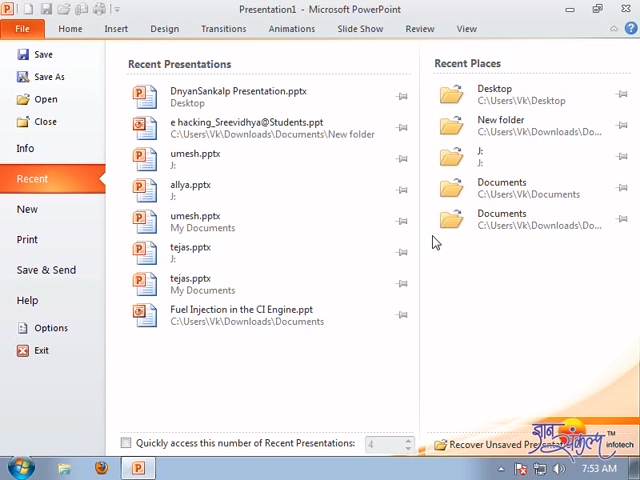 Presentation1 - Microsoft PowerPoint
File
Home
Insert
Design
Transitions
Animations
Slide Show
Review
View
Save
Save As
Open
Close
Info
Recent
New
Print
Save & Send
Help
Options
Exit
Recent Presentations
DnyanSankalp Presentation.pptx
Desktop
e hacking_Sreevidhya@Students.ppt
C:\Users\Vk\Downloads\Documents\New folder
umesh.pptx
J:
allya.pptx
J:
umesh.pptx
My Documents
tejas.pptx
J:
tejas.pptx
My Documents
Fuel Injection in the CI Engine.ppt
C:\Users\Vk\Downloads\Documents
Quickly access this number of Recent Presentations:
4
Recent Places
Desktop
C:\Users\Vk\Desktop
New folder
C:\Users\Vk\Downloads\Do...
J:
J:
Documents
C:\Users\Vk\Documents
Documents
C:\Users\Vk\Downloads\Do...
Recover Unsaved
ज्ञानसंकल्प
TM
infotech
7:53 AM